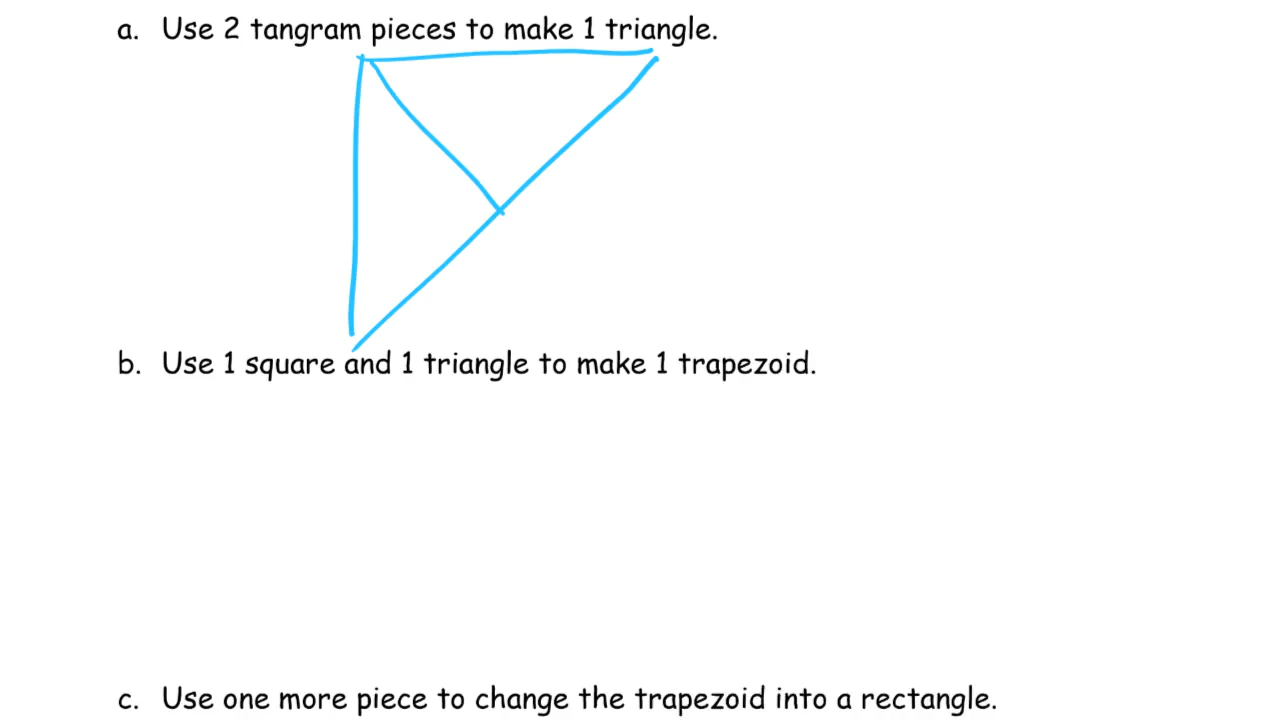 a. Use 2 tangram pieces to make 1 triangle.
b. Use 1 square and 1 triangle to make 1 trapezoid.
c. Use one more piece to change the trapezoid into a rectangle.